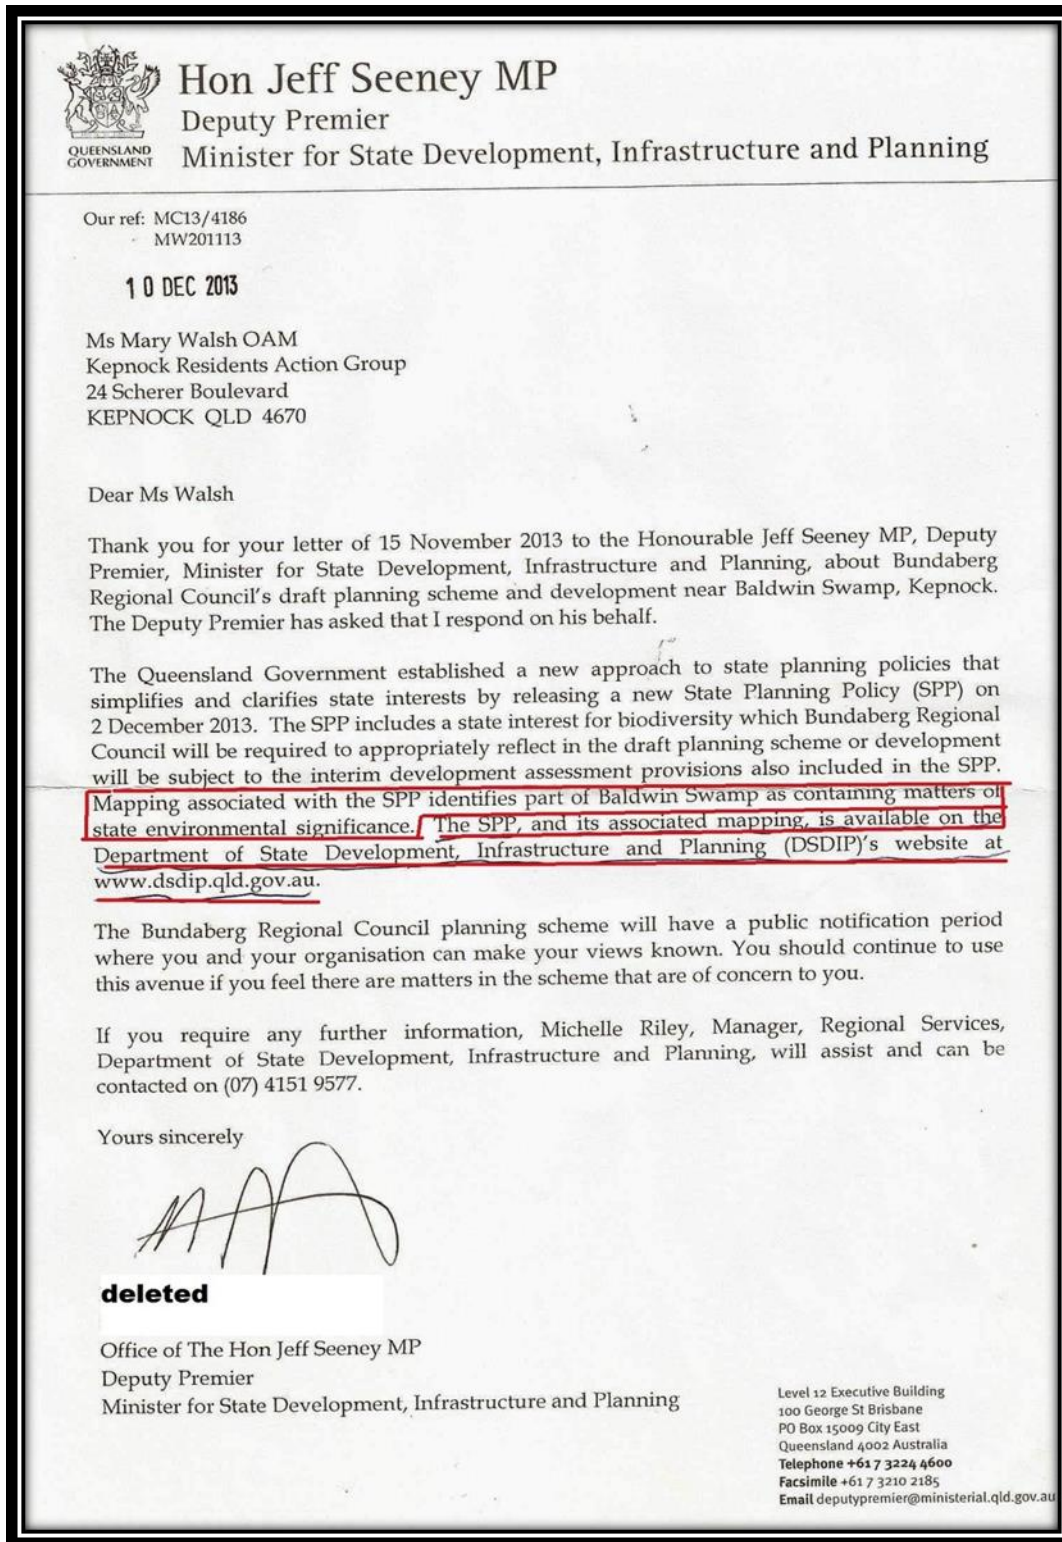 Hon Jeff Seeney MP
Deputy Premier
Minister for State Development, Infrastructure and Planning
QUEENSLAND
GOVERNMENT
Our ref: MC13/4186
MW201113
10 DEC 2013
Ms Mary Walsh OAM
Kepnock Residents Action Group
24 Scherer Boulevard
KEPNOCK QLD 4670
Dear Ms Walsh
Thank you for your letter of 15 November 2013 to the Honourable Jeff Seeney MP, Deputy
Premier, Minister for State Development, Infrastructure and Planning, about Bundaberg
Regional Council's draft planning scheme and development near Baldwin Swamp, Kepnock.
The Deputy Premier has asked that I respond on his behalf.
The Queensland Government established a new approach to state planning policies that
simplifies and clarifies state interests by releasing a new State Planning Policy (SPP) on
2 December 2013. The SPP includes a state interest for biodiversity which Bundaberg Regional
Council will be required to appropriately reflect in the draft planning scheme or development
will be subject to the interim development assessment provisions also included in the SPP.
Mapping associated with the SPP identifies part of Baldwin Swamp as containing matters of
state environmental significance. The SPP, and its associated mapping, is available on the
Department of State Development, Infrastructure and Planning (DSDIP)'s website at
www.dsdip.qld.gov.au.
The Bundaberg Regional Council planning scheme will have a public notification period
where you and your organisation can make your views known. You should continue to use
this avenue if you feel there are matters in the scheme that are of concern to you.
If you require any further information, Michelle Riley, Manager, Regional Services,
Department of State Development, Infrastructure and Planning, will assist and can be
contacted on (07) 4151 9577.
Yours sincerely
deleted
Office of The Hon Jeff Seeney MP
Deputy Premier
Minister for State Development, Infrastructure and Planning
Level 12 Executive Building
100 George St Brisbane
PO Box 15009 City East
Queensland 4002 Australia
Telephone +61 7 3224 4600
Facsimile +61 7 3210 2185
Email deputypremier@ministerial.qld.gov.au